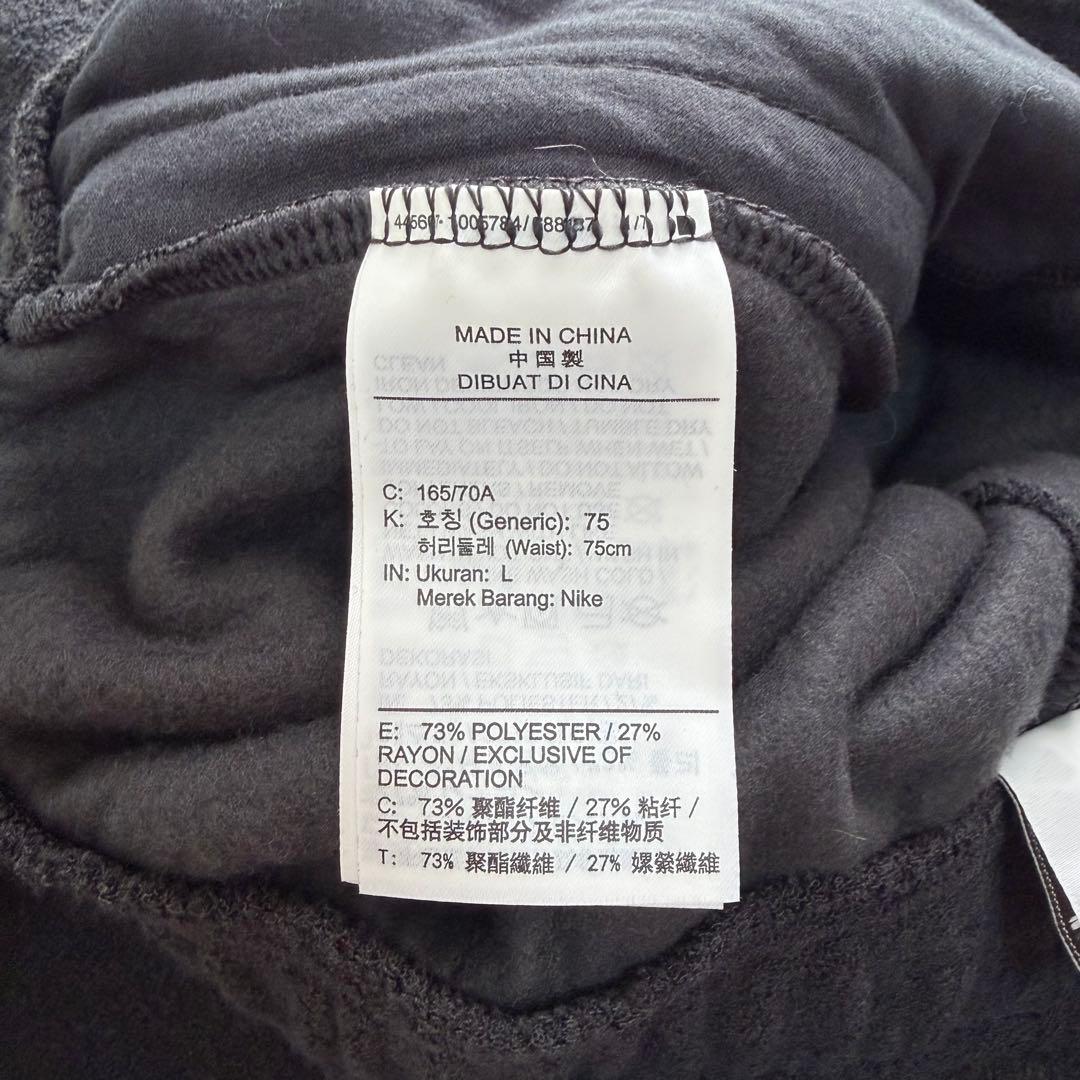 MADE IN CHINA
中国製
DIBUAT DI CINA
C: 165/70A
K: 호칭 (Generic): 75
허리둘레 (Waist): 75cm
IN: Ukuran: L
Merek Barang: Nike
E: 73% POLYESTER / 27%
RAYON / EXCLUSIVE OF
DECORATION
C: 73% 聚酯纤维 / 27% 粘纤 /
不包括装饰部分及非纤维物质
T: 73% 聚酯纖維 / 27% 嫘縈纖維